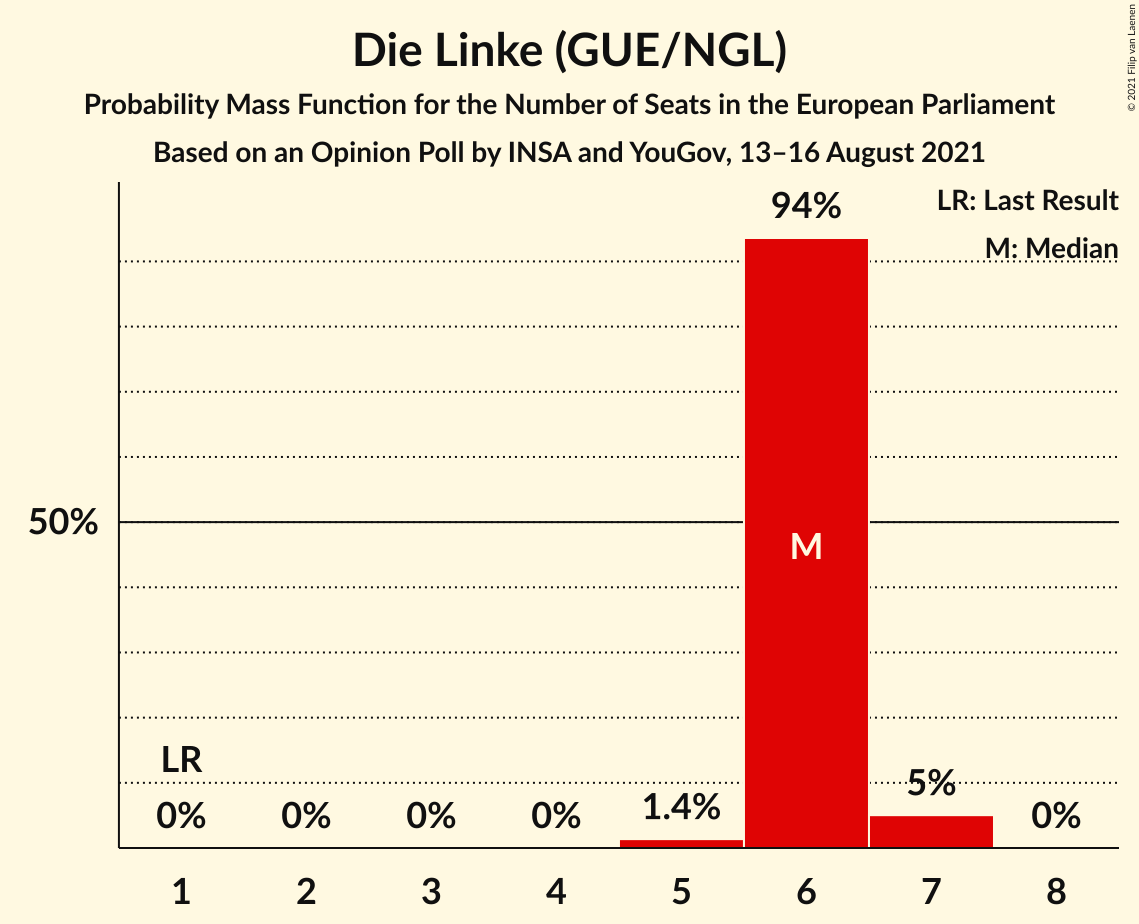 Die Linke (GUE/NGL)
Probability Mass Function for the Number of Seats in the European Parliament
Based on an Opinion Poll by INSA and YouGov, 13–16 August 2021
© 2021 Filip van Laenen
LR: Last Result
M: Median
94%
50%
M
LR
0%
0%
0%
0%
1.4%
5%
0%
1
2
3
4
5
6
7
8